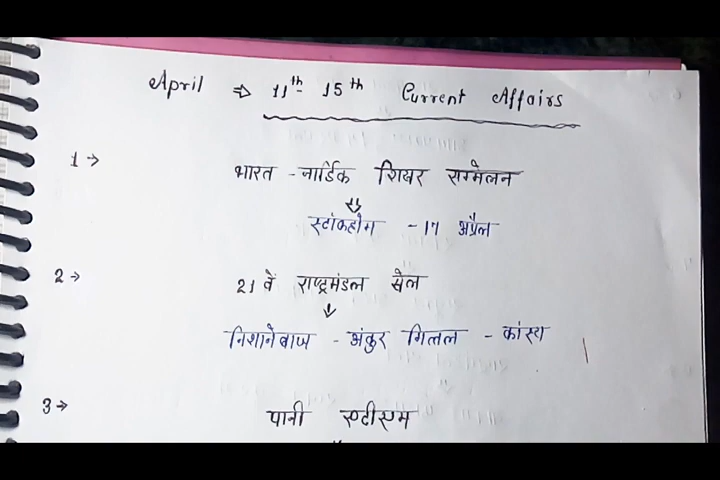 April ⇒ 11th 15th Current Affairs
1→ भारत - नार्डिक शिखर सम्मेलन
⇓
स्टॉकहोम - 17 अप्रैल
2→ 21 वें राष्ट्रमंडल खेल
↓
निशानेबाज - अंकुर मित्तल - कांस्य
3→ पानी एटीएम